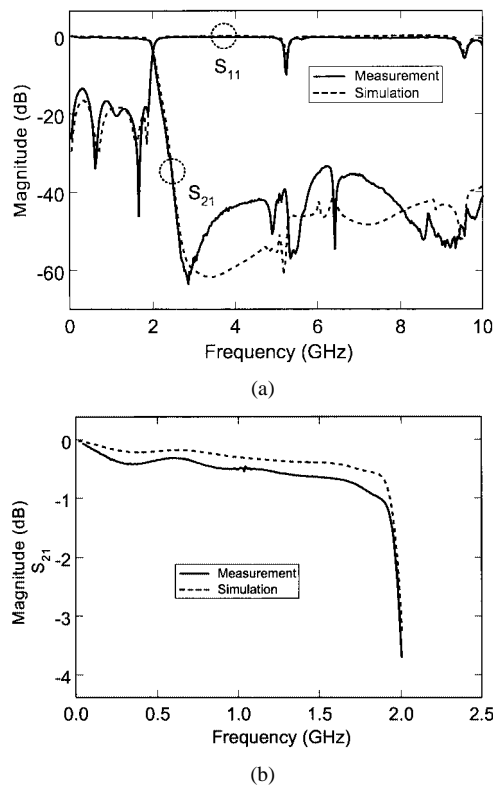 0
-20
-40
-60
Magnitude (dB)
S11
S21
Measurement
Simulation
0 2 4 6 8 10
Frequency (GHz)
(a)
0
-1
-2
-3
-4
Magnitude (dB)
S21
Measurement
Simulation
0.0 0.5 1.0 1.5 2.0 2.5
Frequency (GHz)
(b)